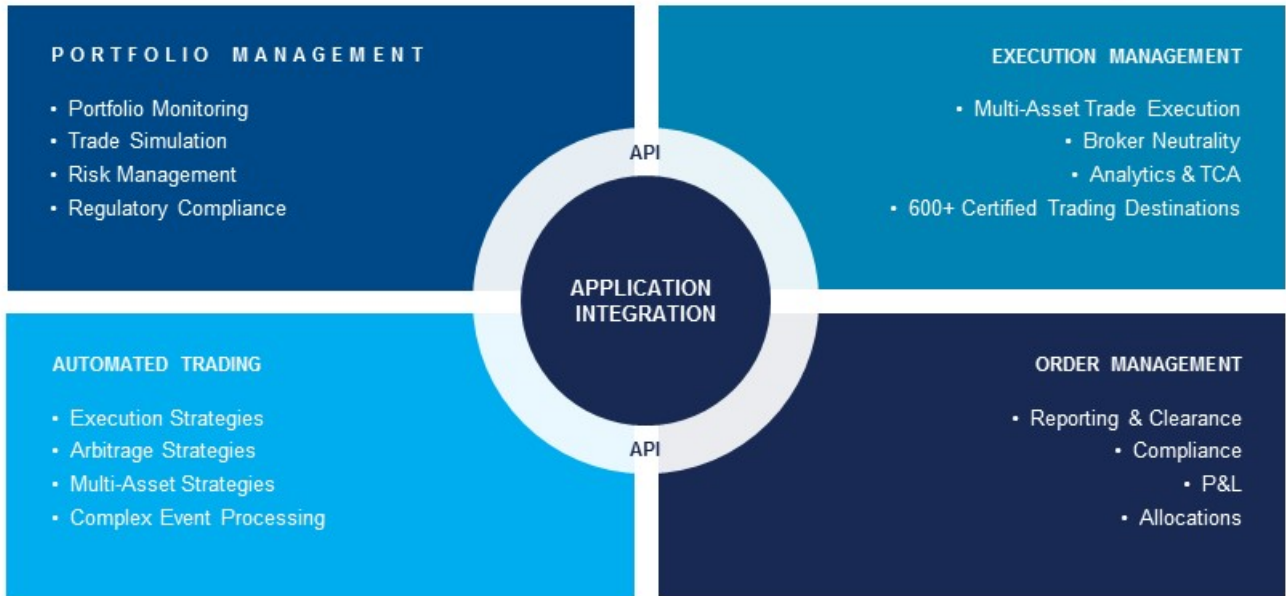 PORTFOLIO MANAGEMENT
• Portfolio Monitoring
• Trade Simulation
• Risk Management
• Regulatory Compliance
EXECUTION MANAGEMENT
• Multi-Asset Trade Execution
• Broker Neutrality
• Analytics & TCA
• 600+ Certified Trading Destinations
API
APPLICATION
INTEGRATION
API
AUTOMATED TRADING
• Execution Strategies
• Arbitrage Strategies
• Multi-Asset Strategies
• Complex Event Processing
ORDER MANAGEMENT
• Reporting & Clearance
• Compliance
• P&L
• Allocations